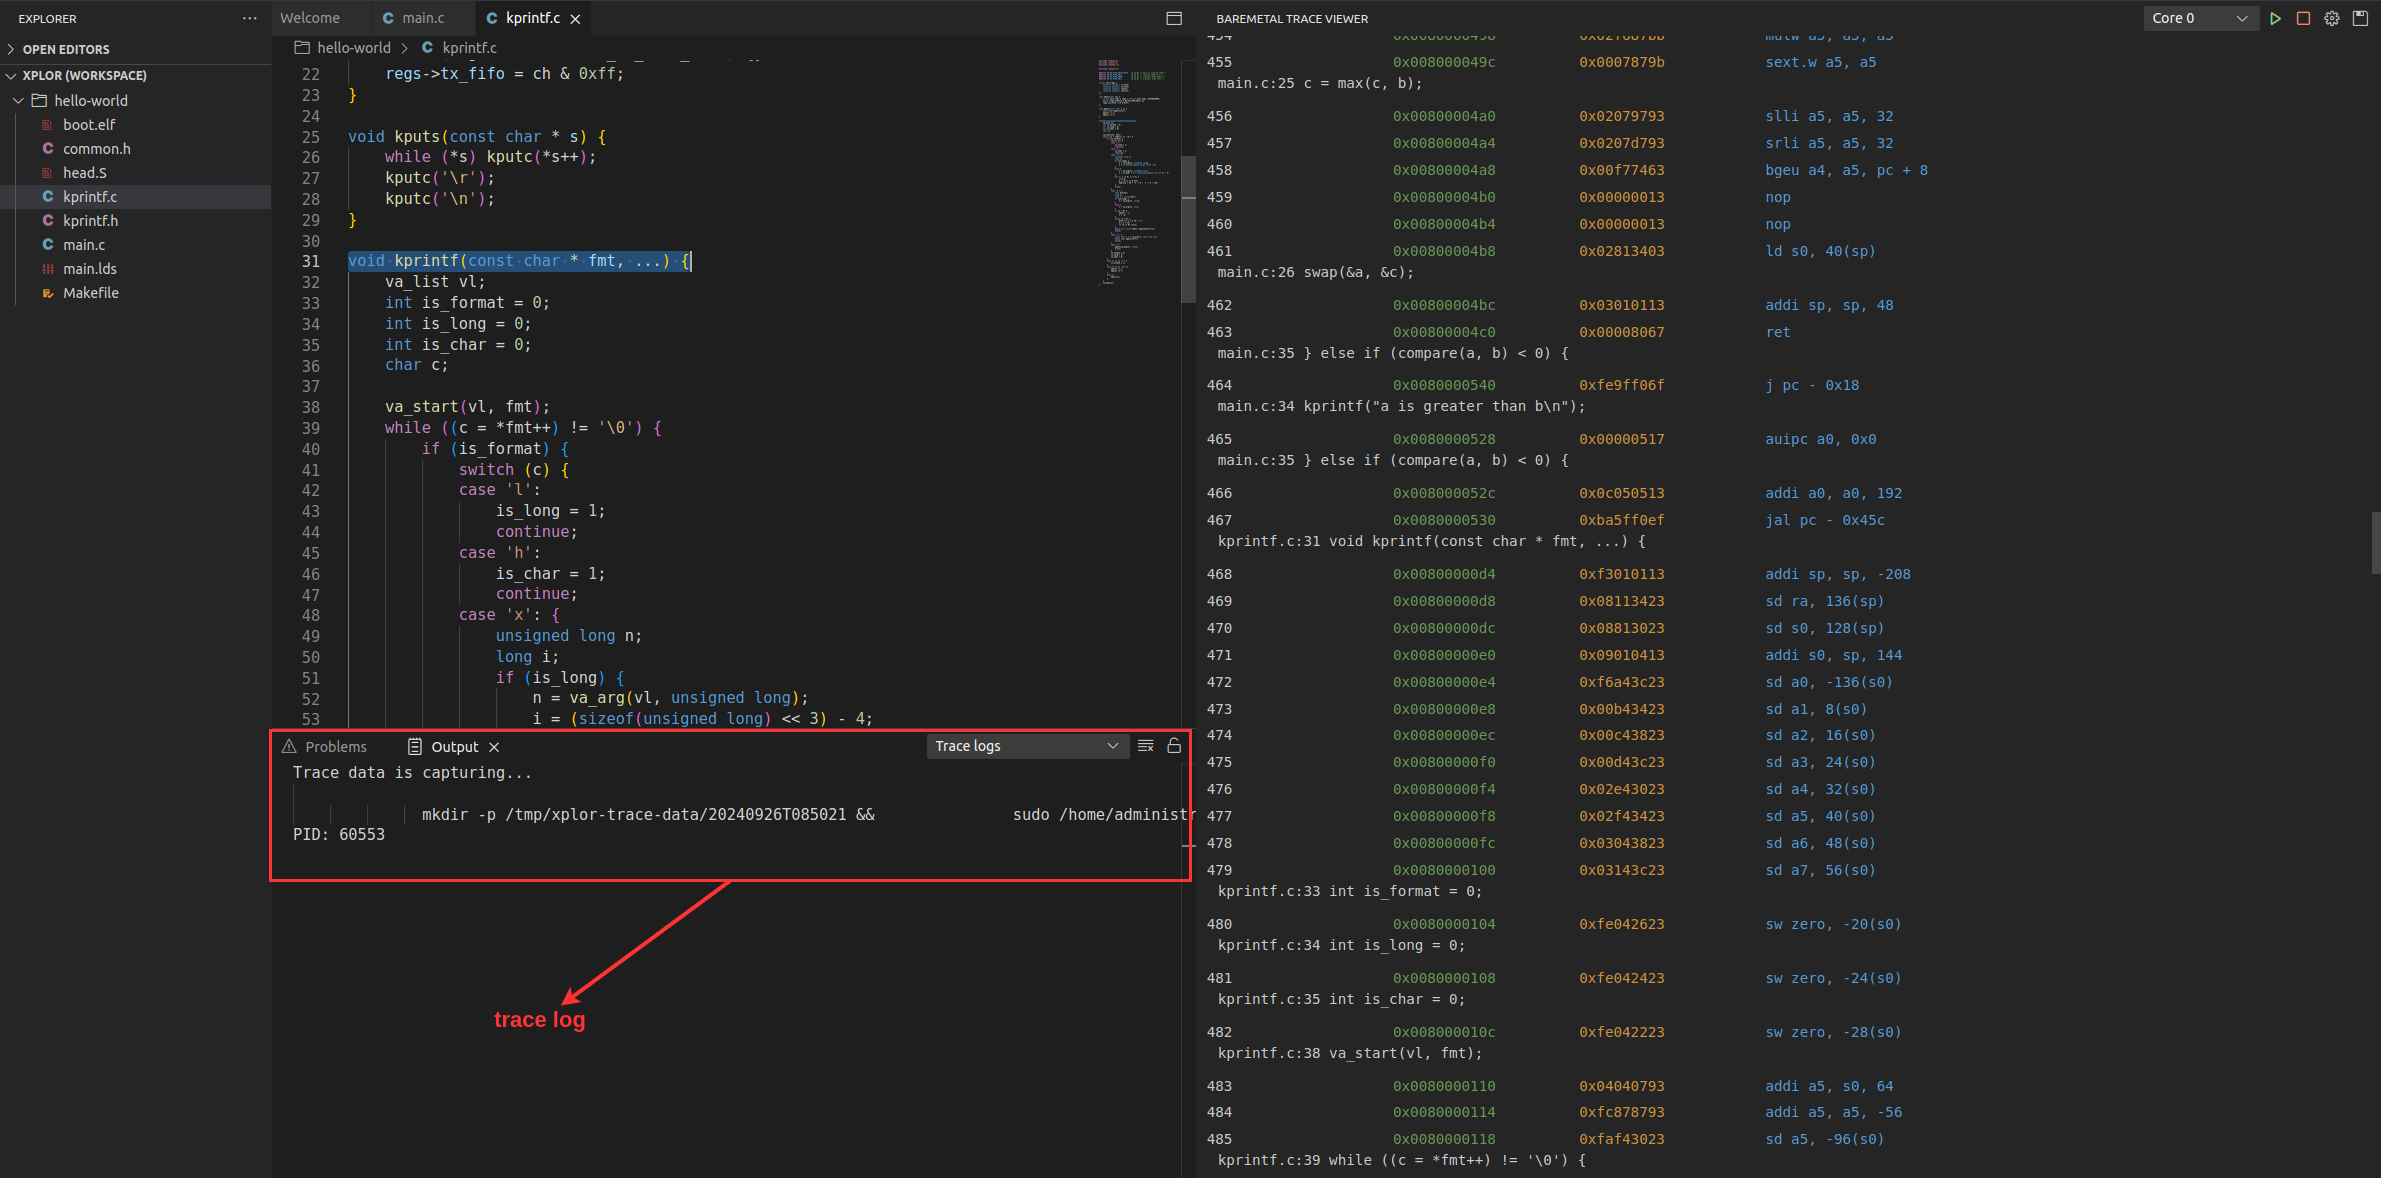 EXPLORER
OPEN EDITORS
XPLOR (WORKSPACE)
hello-world
boot.elf
common.h
head.S
kprintf.c
kprintf.h
main.c
main.lds
Makefile
Welcome
C main.c
C kprintf.c
hello-world > C kprintf.c
22 regs->tx_fifo = ch & 0xff;
23 }
24
25 void kputs(const char * s) {
26 while (*s) kputc(*s++);
27 kputc('\r');
28 kputc('\n');
29 }
30
31 void kprintf(const char * fmt, ...) {
32 va_list vl;
33 int is_format = 0;
34 int is_long = 0;
35 int is_char = 0;
36 char c;
37
38 va_start(vl, fmt);
39 while ((c = *fmt++) != '\0') {
40 if (is_format) {
41 switch (c) {
42 case 'l':
43 is_long = 1;
44 continue;
45 case 'h':
46 is_char = 1;
47 continue;
48 case 'x': {
49 unsigned long n;
50 long i;
51 if (is_long) {
52 n = va_arg(vl, unsigned long);
53 i = (sizeof(unsigned long) << 3) - 4;
Problems
Output
Trace logs
Trace data is capturing...
mkdir -p /tmp/xplor-trace-data/20240926T085021 && sudo /home/administr
PID: 60553
trace log
BAREMETAL TRACE VIEWER
Core 0
455 0x008000049c 0x0007879b sext.w a5, a5
main.c:25 c = max(c, b);
456 0x00800004a0 0x02079793 slli a5, a5, 32
457 0x00800004a4 0x0207d793 srli a5, a5, 32
458 0x00800004a8 0x00f77463 bgeu a4, a5, pc + 8
459 0x00800004b0 0x00000013 nop
460 0x00800004b4 0x00000013 nop
461 0x00800004b8 0x02813403 ld s0, 40(sp)
main.c:26 swap(&a, &c);
462 0x00800004bc 0x03010113 addi sp, sp, 48
463 0x00800004c0 0x00008067 ret
main.c:35 } else if (compare(a, b) < 0) {
464 0x0080000540 0xfe9ff06f j pc - 0x18
main.c:34 kprintf("a is greater than b\n");
465 0x0080000528 0x00000517 auipc a0, 0x0
main.c:35 } else if (compare(a, b) < 0) {
466 0x008000052c 0x0c050513 addi a0, a0, 192
467 0x0080000530 0xba5ff0ef jal pc - 0x45c
kprintf.c:31 void kprintf(const char * fmt, ...) {
468 0x00800000d4 0xf3010113 addi sp, sp, -208
469 0x00800000d8 0x08113423 sd ra, 136(sp)
470 0x00800000dc 0x08813023 sd s0, 128(sp)
471 0x00800000e0 0x09010413 addi s0, sp, 144
472 0x00800000e4 0xf6a43c23 sd a0, -136(s0)
473 0x00800000e8 0x00b43423 sd a1, 8(s0)
474 0x00800000ec 0x00c43823 sd a2, 16(s0)
475 0x00800000f0 0x00d43c23 sd a3, 24(s0)
476 0x00800000f4 0x02e43023 sd a4, 32(s0)
477 0x00800000f8 0x02f43423 sd a5, 40(s0)
478 0x00800000fc 0x03043823 sd a6, 48(s0)
479 0x0080000100 0x03143c23 sd a7, 56(s0)
kprintf.c:33 int is_format = 0;
480 0x0080000104 0xfe042623 sw zero, -20(s0)
kprintf.c:34 int is_long = 0;
481 0x0080000108 0xfe042423 sw zero, -24(s0)
kprintf.c:35 int is_char = 0;
482 0x008000010c 0xfe042223 sw zero, -28(s0)
kprintf.c:38 va_start(vl, fmt);
483 0x0080000110 0x04040793 addi a5, s0, 64
484 0x0080000114 0xfc878793 addi a5, a5, -56
485 0x0080000118 0xfaf43023 sd a5, -96(s0)
kprintf.c:39 while ((c = *fmt++) != '\0') {